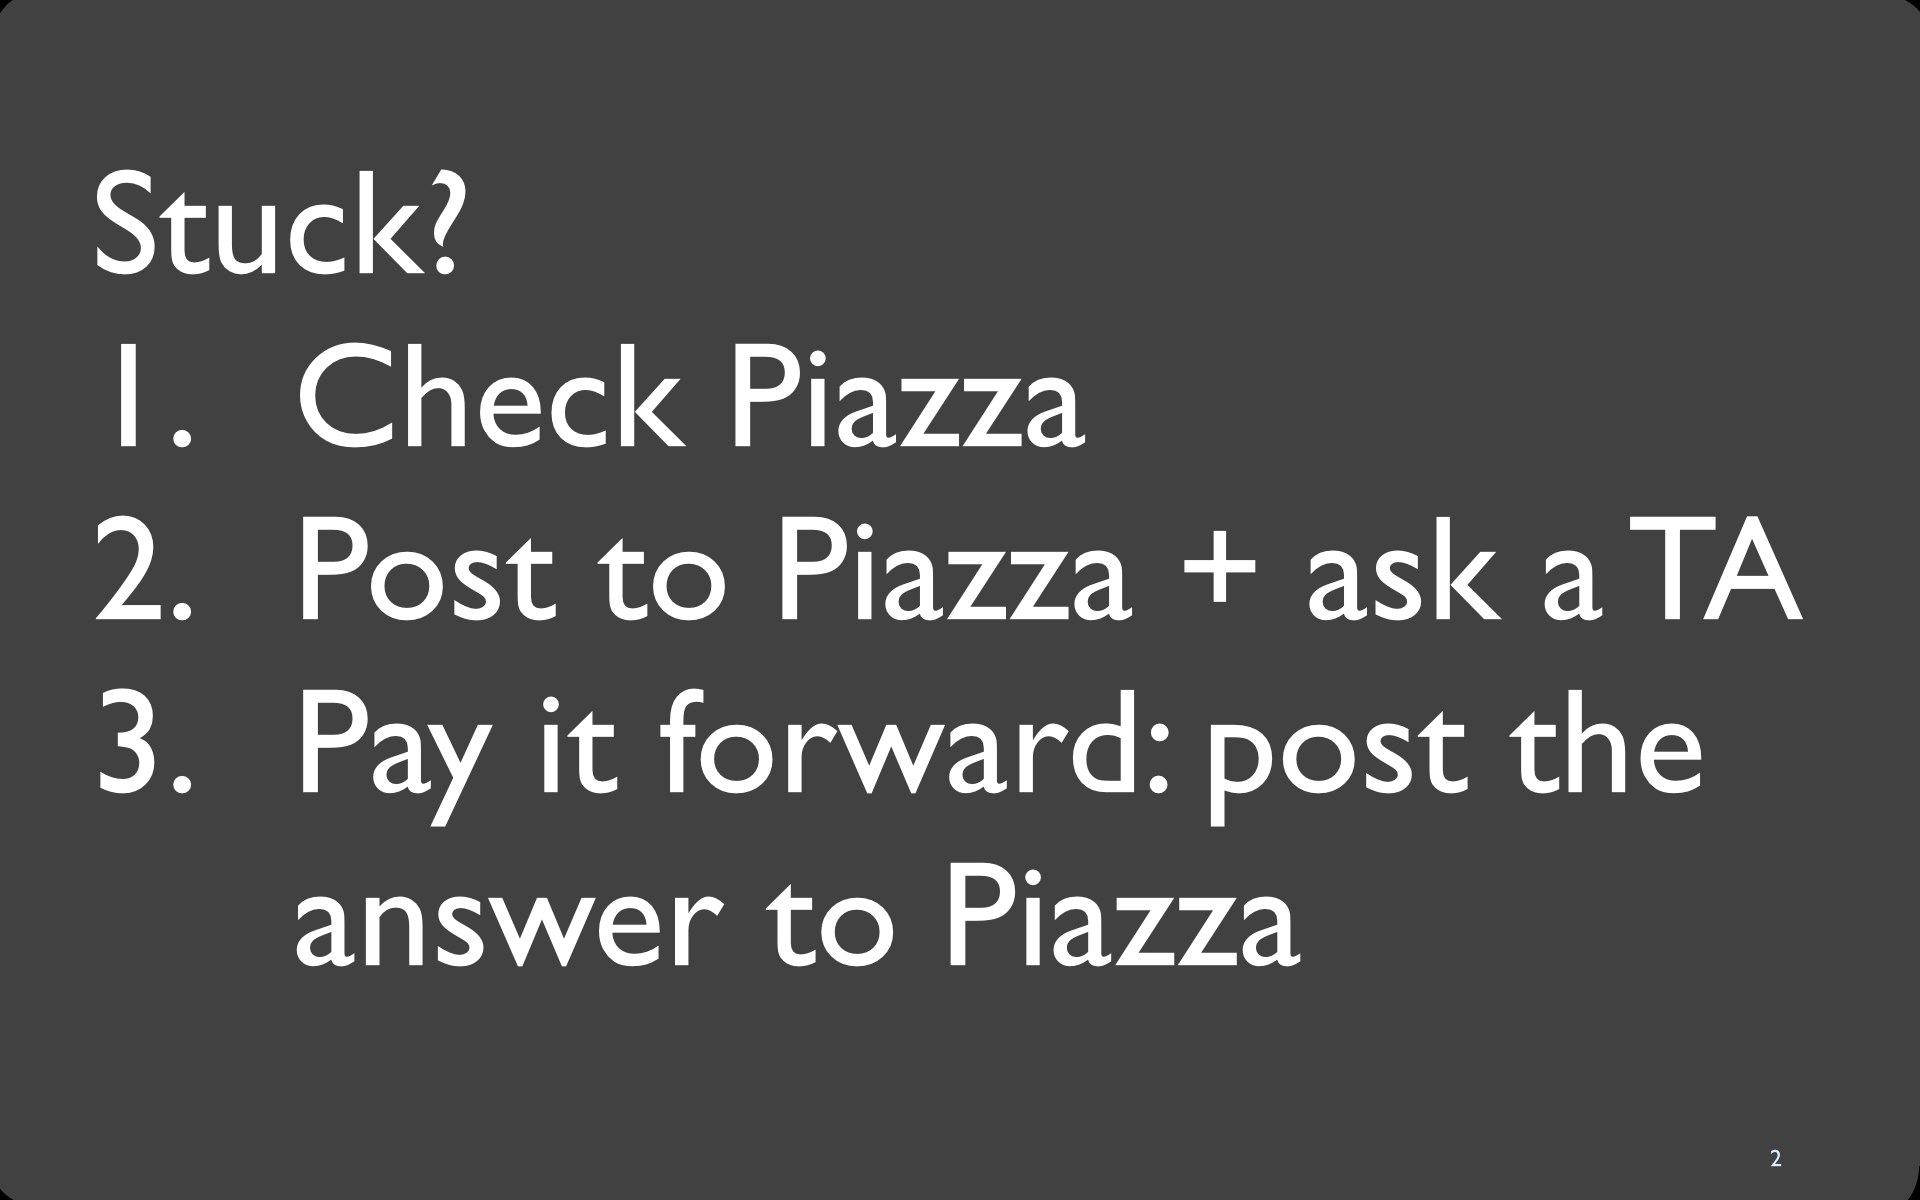 Stuck?
1. Check Piazza
2. Post to Piazza + ask a TA
3. Pay it forward: post the
answer to Piazza
2